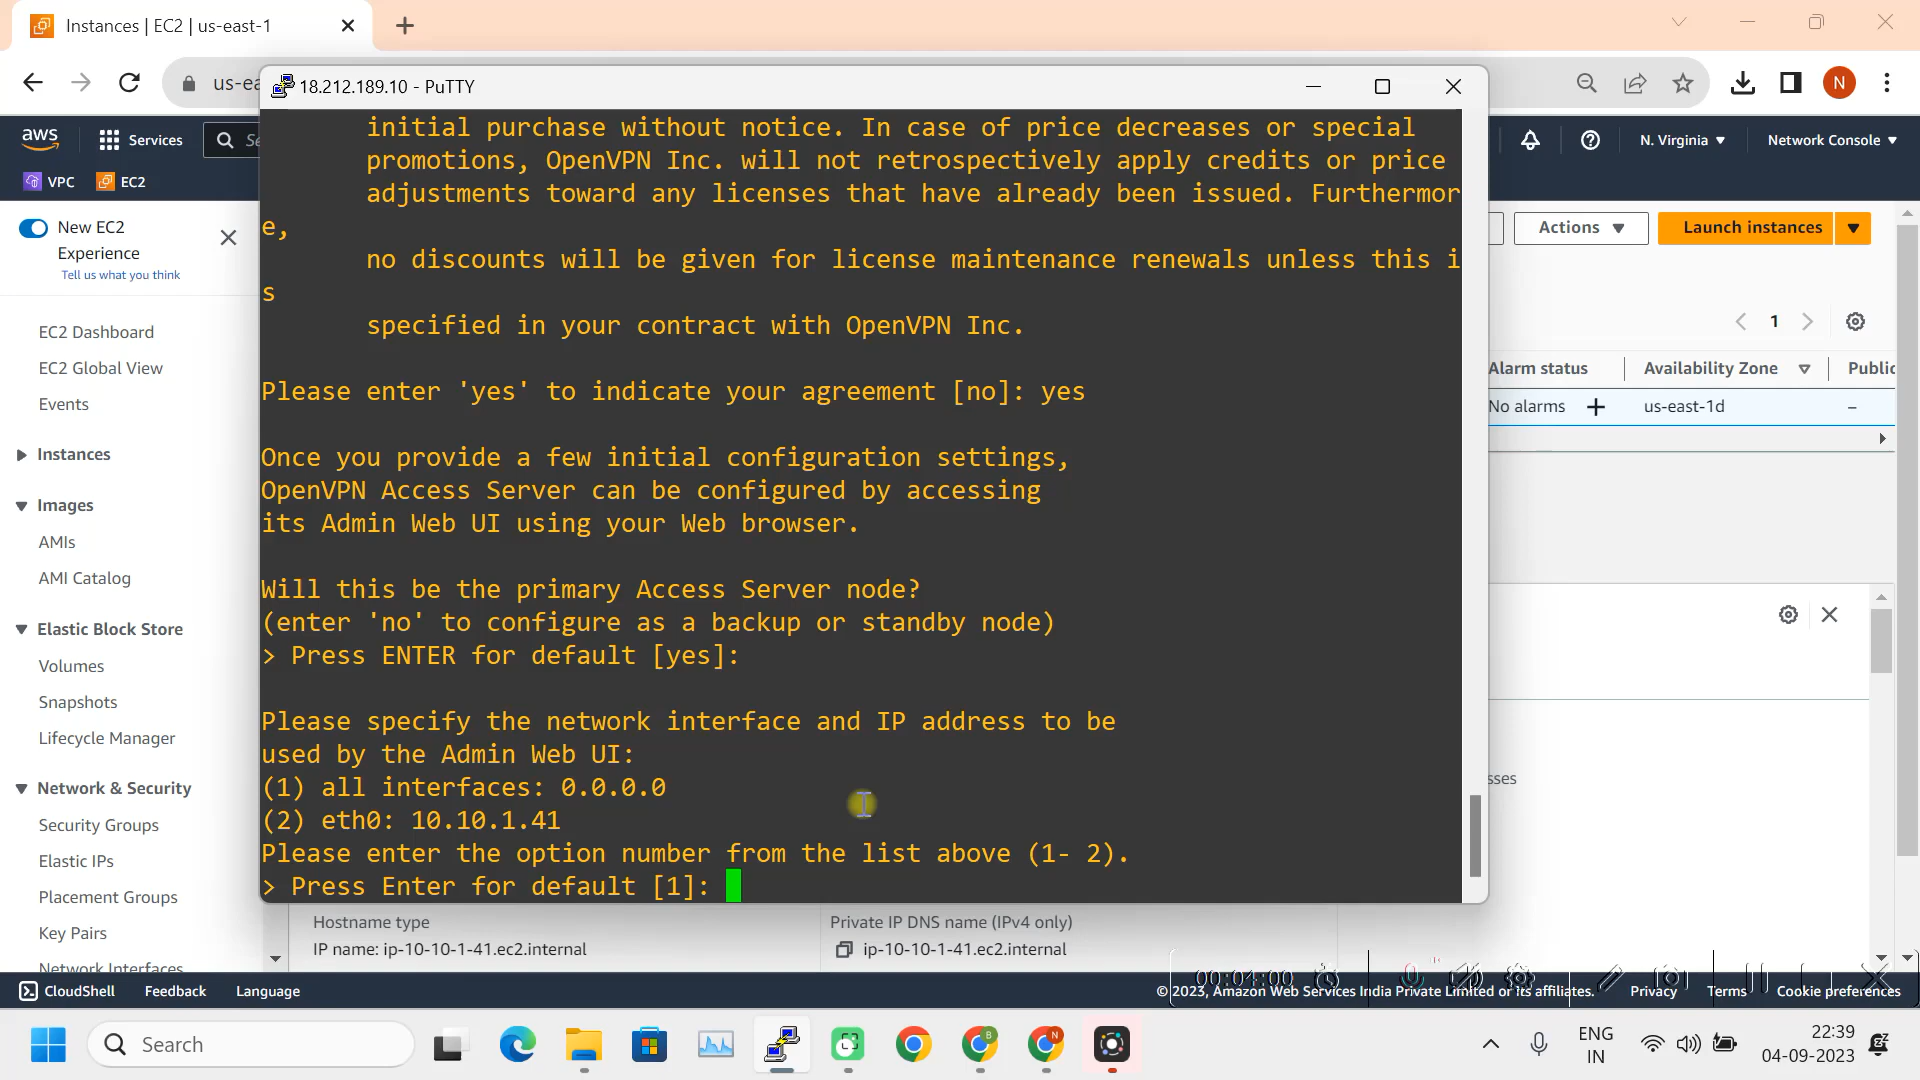 Instances | EC2 | us-east-1
us-ea
18.212.189.10 - PuTTY
N
aws
Services
Se
N. Virginia
Network Console
VPC
EC2
New EC2
Experience
Tell us what you think
EC2 Dashboard
EC2 Global View
Events
Instances
Images
AMIs
AMI Catalog
Elastic Block Store
Volumes
Snapshots
Lifecycle Manager
Network & Security
Security Groups
Elastic IPs
Placement Groups
Key Pairs
Network Interfaces
initial purchase without notice. In case of price decreases or special
promotions, OpenVPN Inc. will not retrospectively apply credits or price
adjustments toward any licenses that have already been issued. Furthermor
e,
no discounts will be given for license maintenance renewals unless this i
s
specified in your contract with OpenVPN Inc.
Please enter 'yes' to indicate your agreement [no]: yes
Once you provide a few initial configuration settings,
OpenVPN Access Server can be configured by accessing
its Admin Web UI using your Web browser.
Will this be the primary Access Server node?
(enter 'no' to configure as a backup or standby node)
> Press ENTER for default [yes]:
Please specify the network interface and IP address to be
used by the Admin Web UI:
(1) all interfaces: 0.0.0.0
(2) eth0: 10.10.1.41
Please enter the option number from the list above (1- 2).
> Press Enter for default [1]:
Actions
Launch instances
1
Alarm status
Availability Zone
Public
No alarms
us-east-1d
–
sses
Hostname type
Private IP DNS name (IPv4 only)
IP name: ip-10-10-1-41.ec2.internal
ip-10-10-1-41.ec2.internal
00:04:00
CloudShell
Feedback
Language
© 2023, Amazon Web Services India Private Limited or its affiliates.
Privacy
Terms
Cookie preferences
Search
B
N
ENG
IN
22:39
04-09-2023